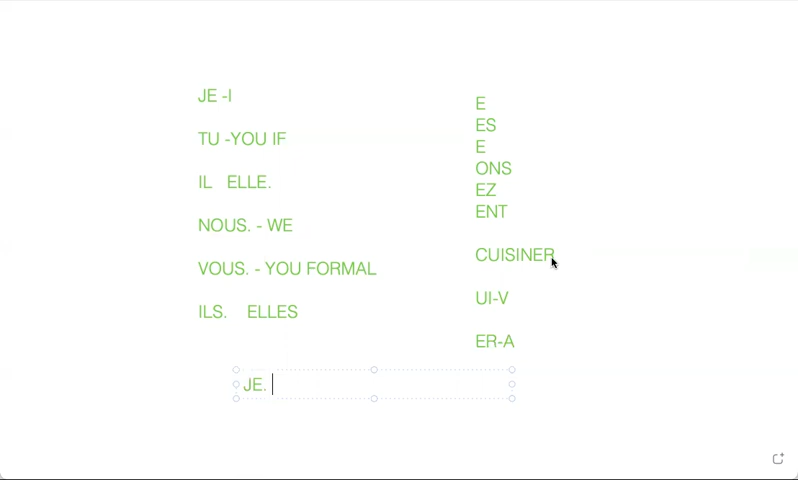 JE -I
TU -YOU IF
IL ELLE.
NOUS. - WE
VOUS. - YOU FORMAL
ILS. ELLES
E
ES
E
ONS
EZ
ENT
CUISINER
UI-V
ER-A
JE.